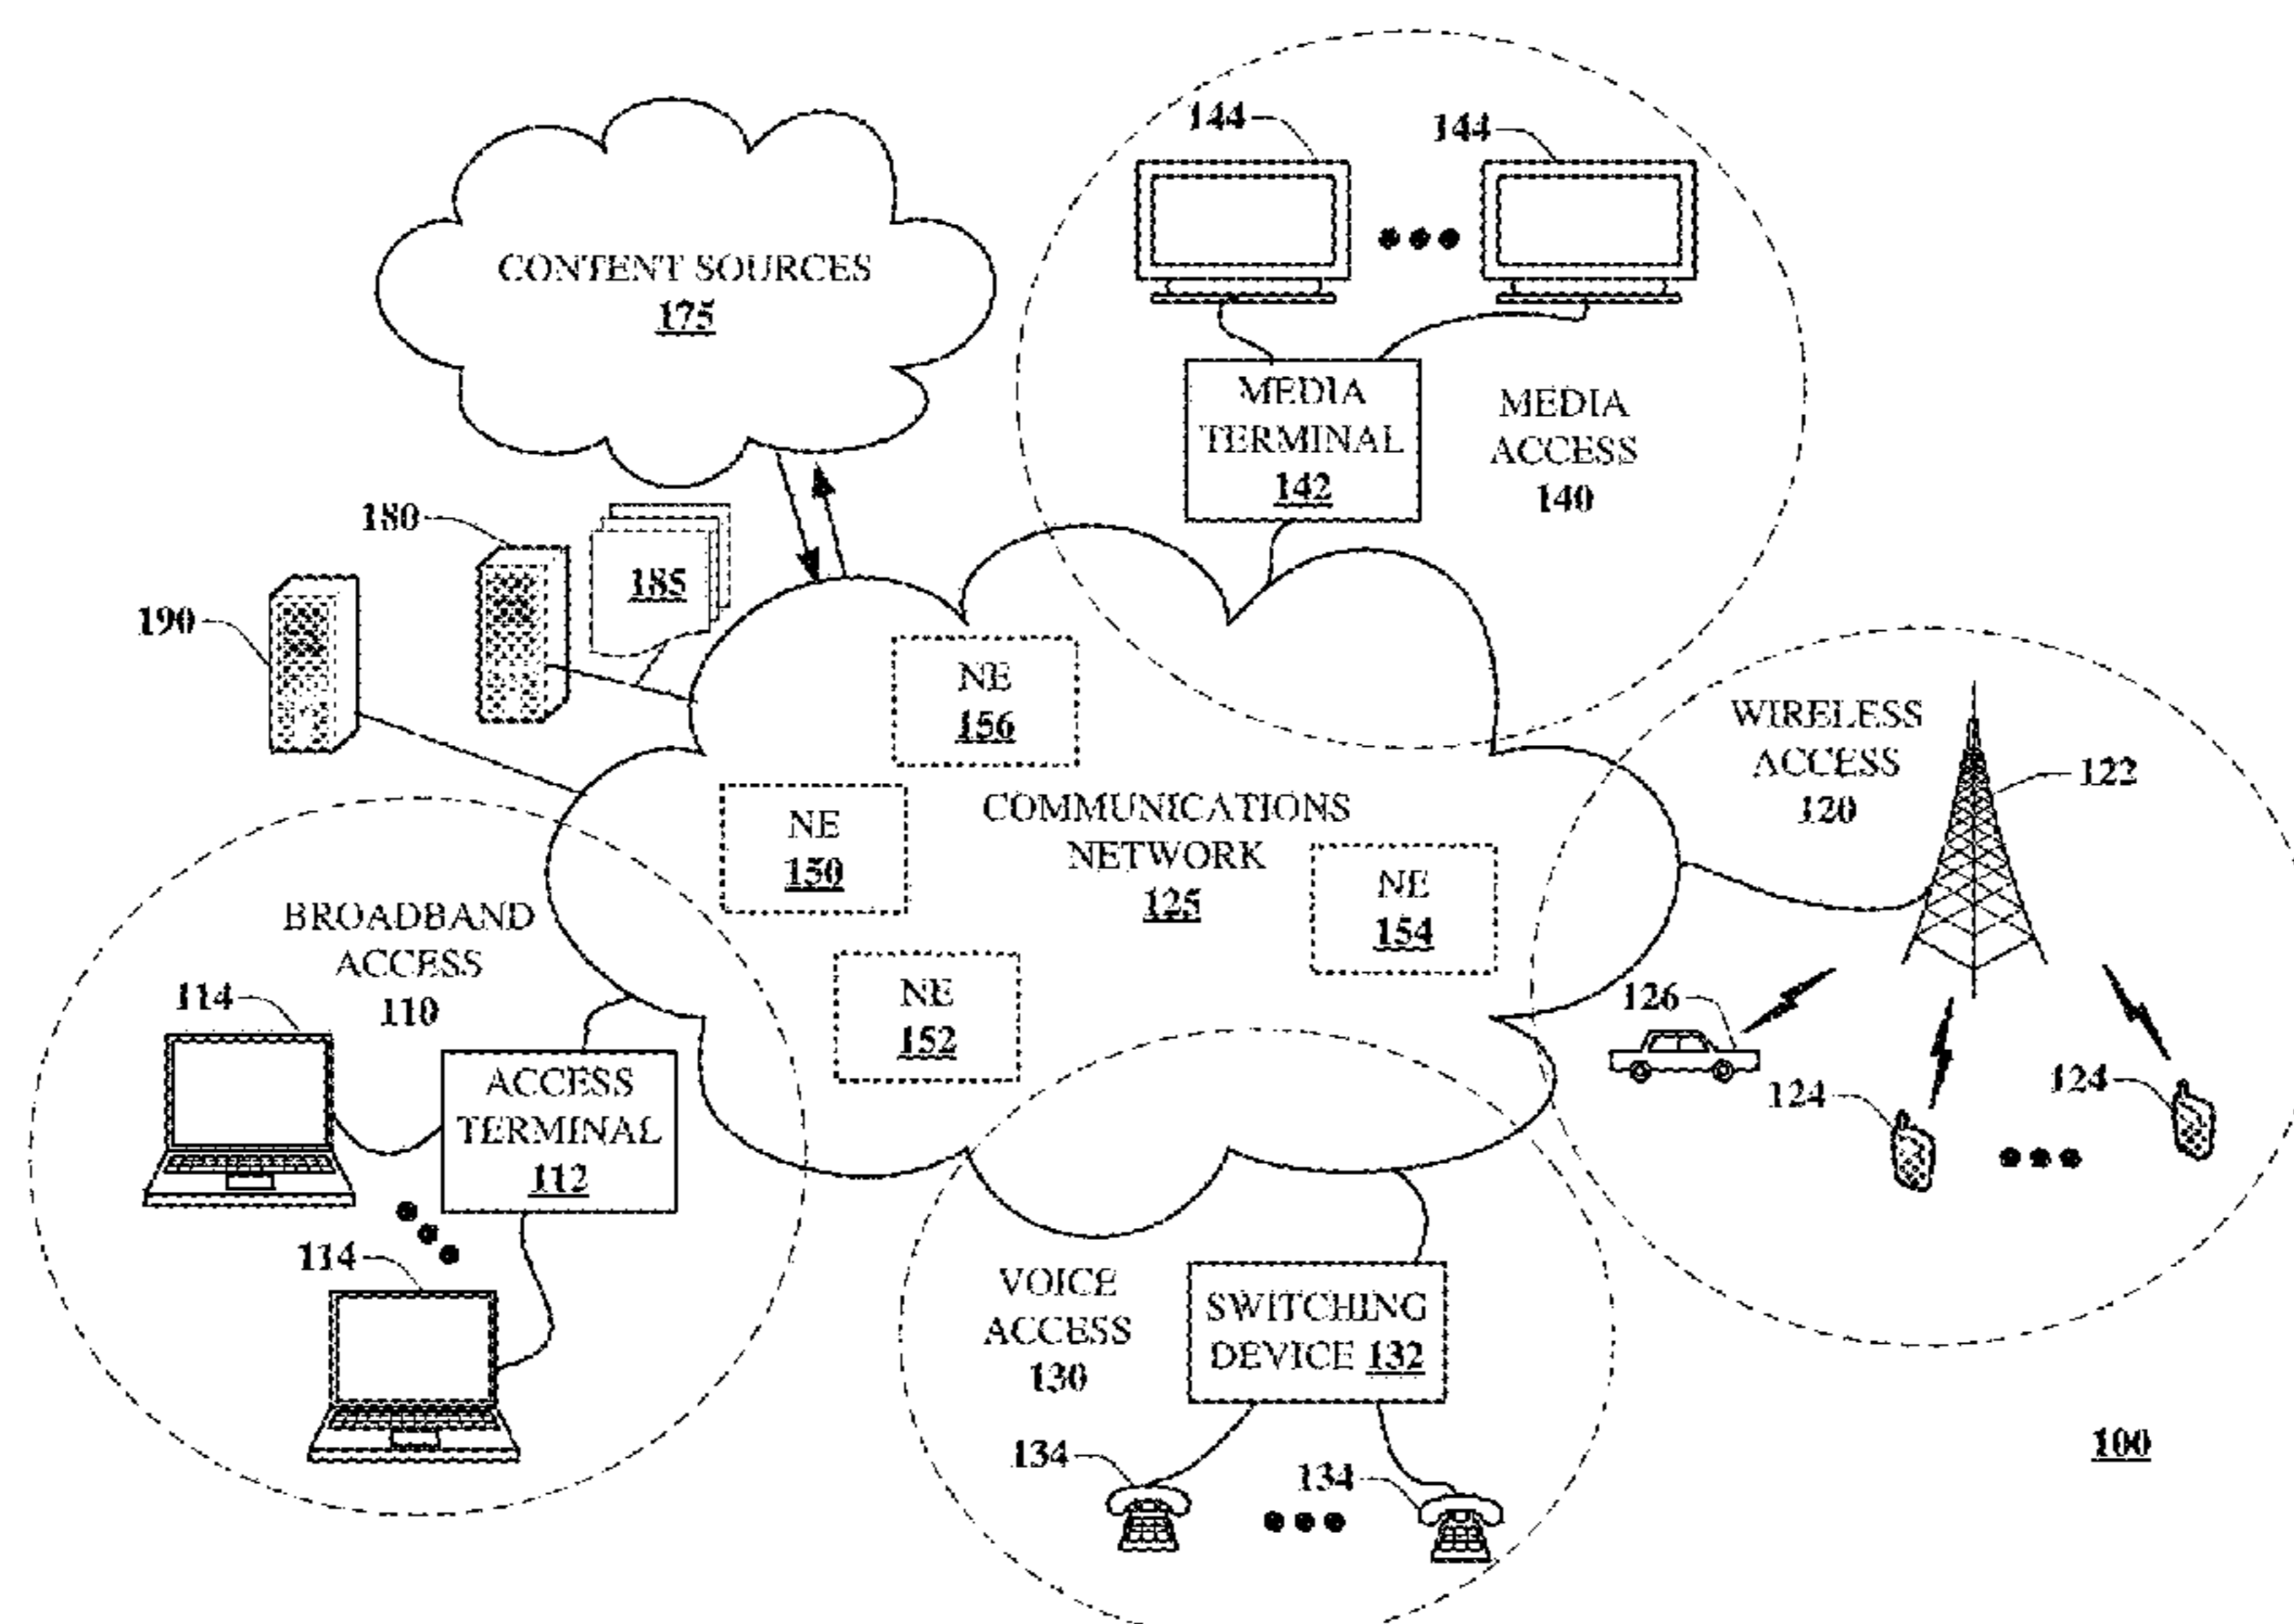 144
144
CONTENT SOURCES
175
MEDIA
TERMINAL
142
MEDIA
ACCESS
140
180
185
190
NE
156
WIRELESS
ACCESS
120
122
NE
150
COMMUNICATIONS
NETWORK
125
NE
154
BROADBAND
ACCESS
110
NE
152
114
ACCESS
TERMINAL
112
126
124
124
114
VOICE
ACCESS
130
SWITCHING
DEVICE 132
134
134
100